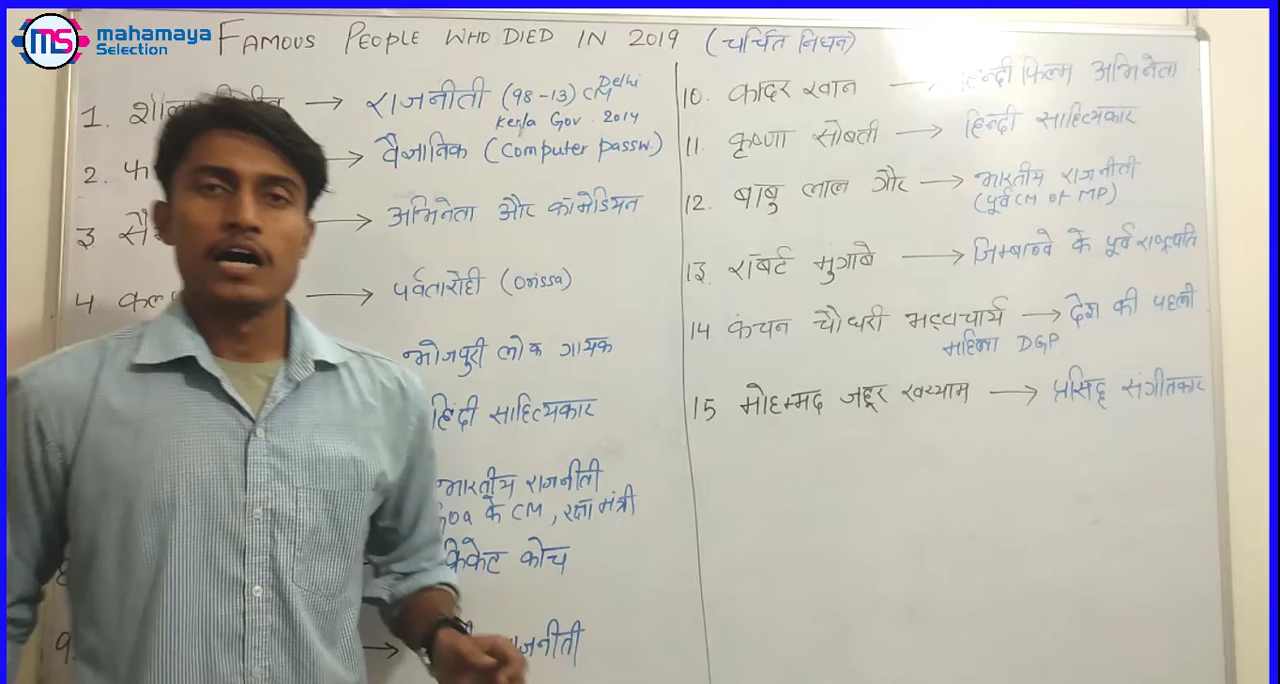 mahamaya
Selection
FAMOUS PEOPLE WHO DIED IN 2019 (चर्चित निधन)
1. → राजनीती (98-13) CM Delhi
Kerla Gov. 2014
2. → वैज्ञानिक (Computer Passw.)
3 → अभिनेता और कॉमेडियन
4 → पर्वतारोही (Orissa)
भोजपुरी लोक गायक
हिंदी साहित्यकार
भारतीय राजनीती
Goa के CM, रक्षा मंत्री
क्रिकेट कोच
9. → राजनीती
10. कादर खान → हिन्दी फिल्म अभिनेता
11. कृष्णा सोबती → हिन्दी साहित्यकार
12. बाबु लाल गौर → भारतीय राजनीती
(पूर्व CM OF MP)
13. रॉबर्ट मुगाबे → जिम्बाब्वे के पूर्व राष्ट्रपति
14 कंचन चौधरी भट्टाचार्य → देश की पहली
महिला DGP
15 मोहम्मद जहूर खय्याम → प्रसिद्ध संगीतकार